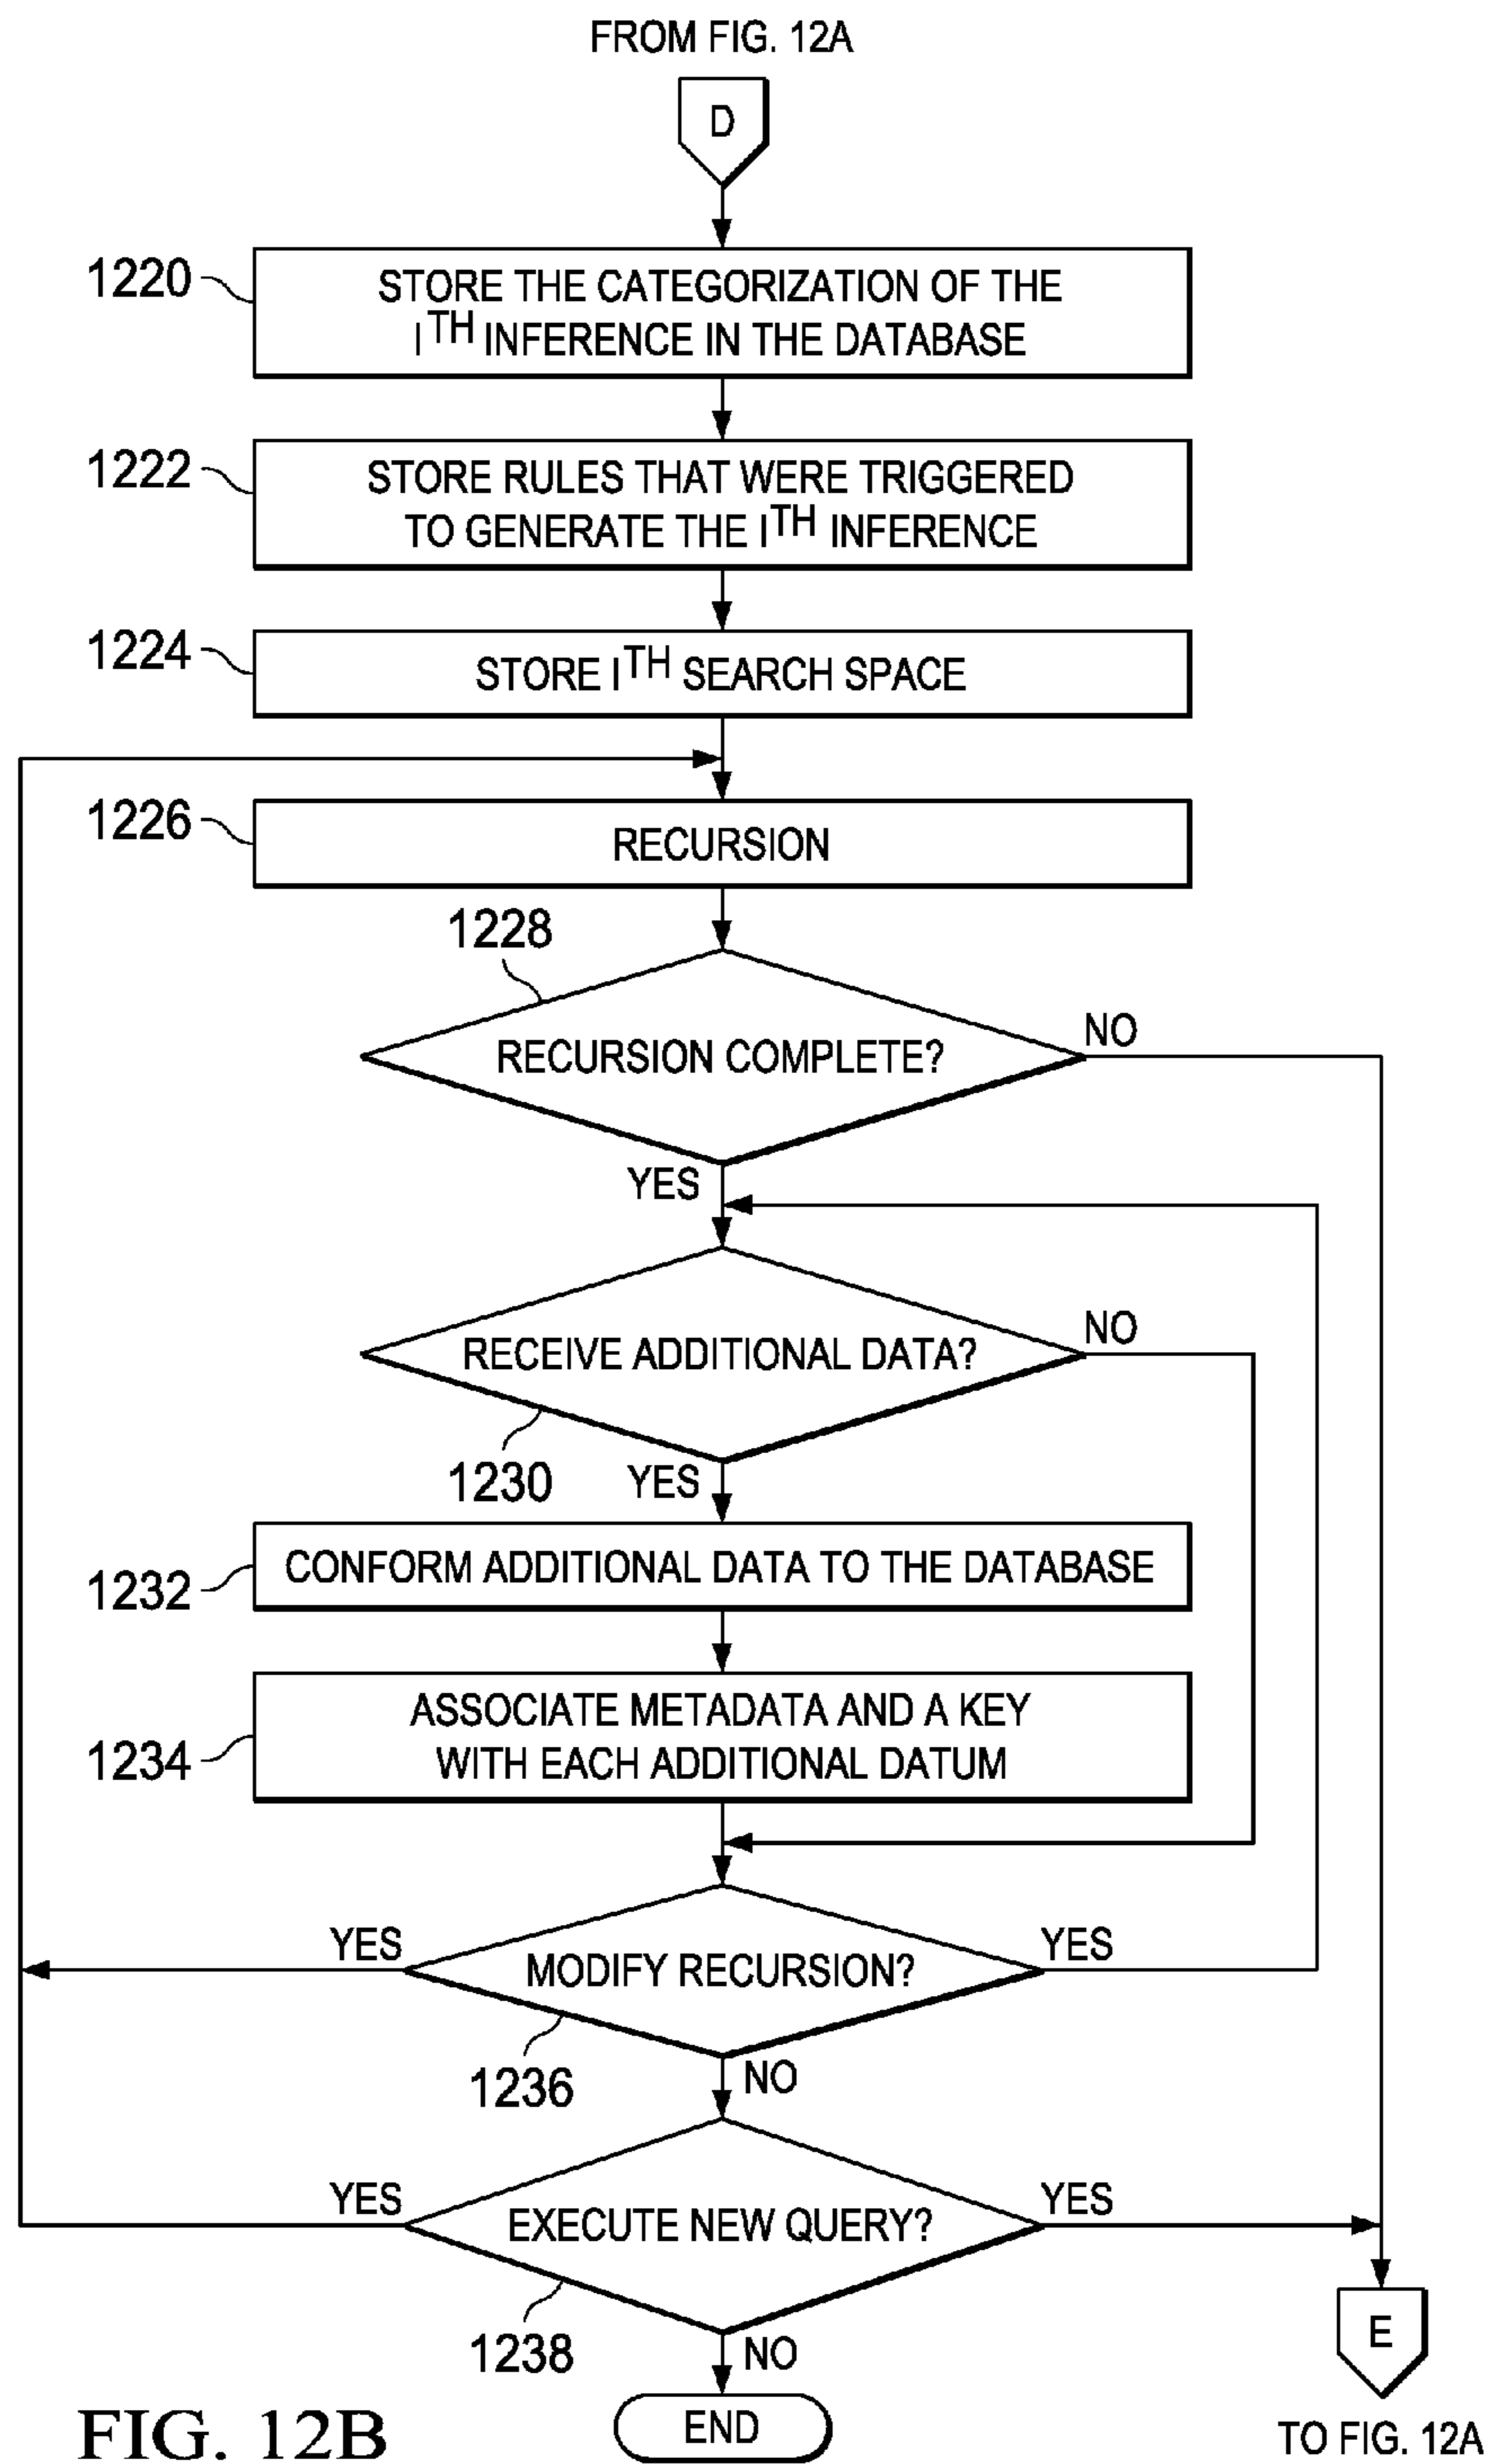 FROM FIG. 12A
D
1220
STORE THE CATEGORIZATION OF THE
ITH INFERENCE IN THE DATABASE
1222
STORE RULES THAT WERE TRIGGERED
TO GENERATE THE ITH INFERENCE
1224
STORE ITH SEARCH SPACE
1226
RECURSION
1228
RECURSION COMPLETE?
NO
YES
RECEIVE ADDITIONAL DATA?
NO
1230
YES
1232
CONFORM ADDITIONAL DATA TO THE DATABASE
1234
ASSOCIATE METADATA AND A KEY
WITH EACH ADDITIONAL DATUM
YES
MODIFY RECURSION?
YES
1236
NO
YES
EXECUTE NEW QUERY?
YES
1238
NO
E
END
FIG. 12B
TO FIG. 12A